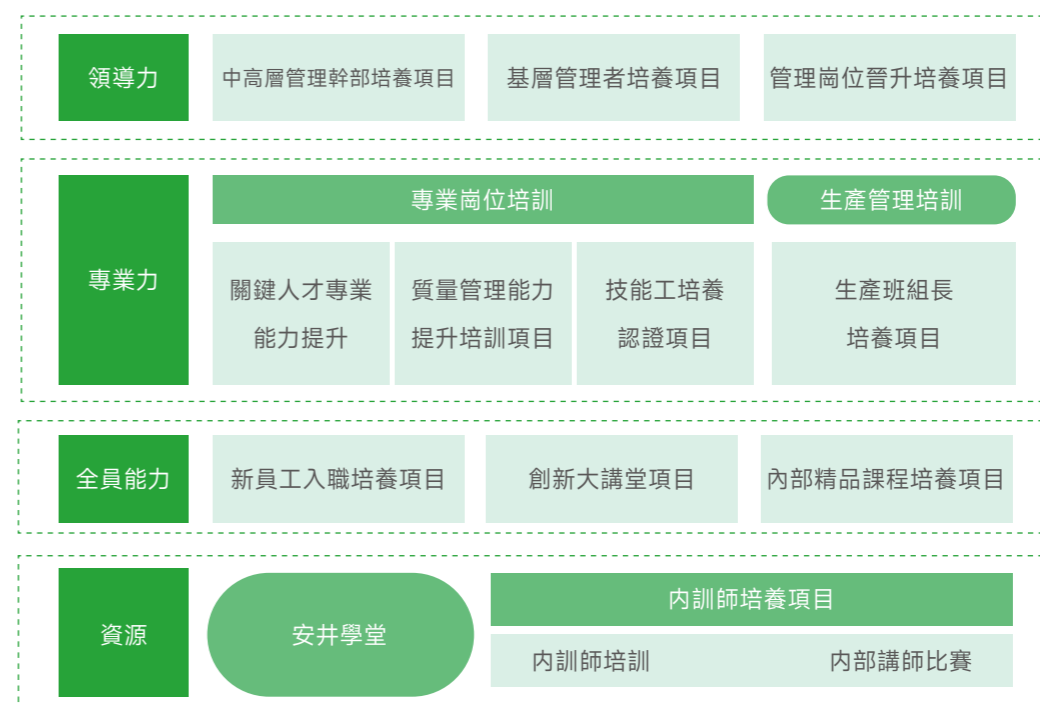 領導力
中高層管理幹部培養項目
基層管理者培養項目
管理崗位晉升培養項目
專業力
專業崗位培訓
生產管理培訓
關鍵人才專業
能力提升
質量管理能力
提升培訓項目
技能工培養
認證項目
生產班組長
培養項目
全員能力
新員工入職培養項目
創新大講堂項目
內部精品課程培養項目
資源
安井學堂
内訓師培養項目
内訓師培訓
内部講師比賽